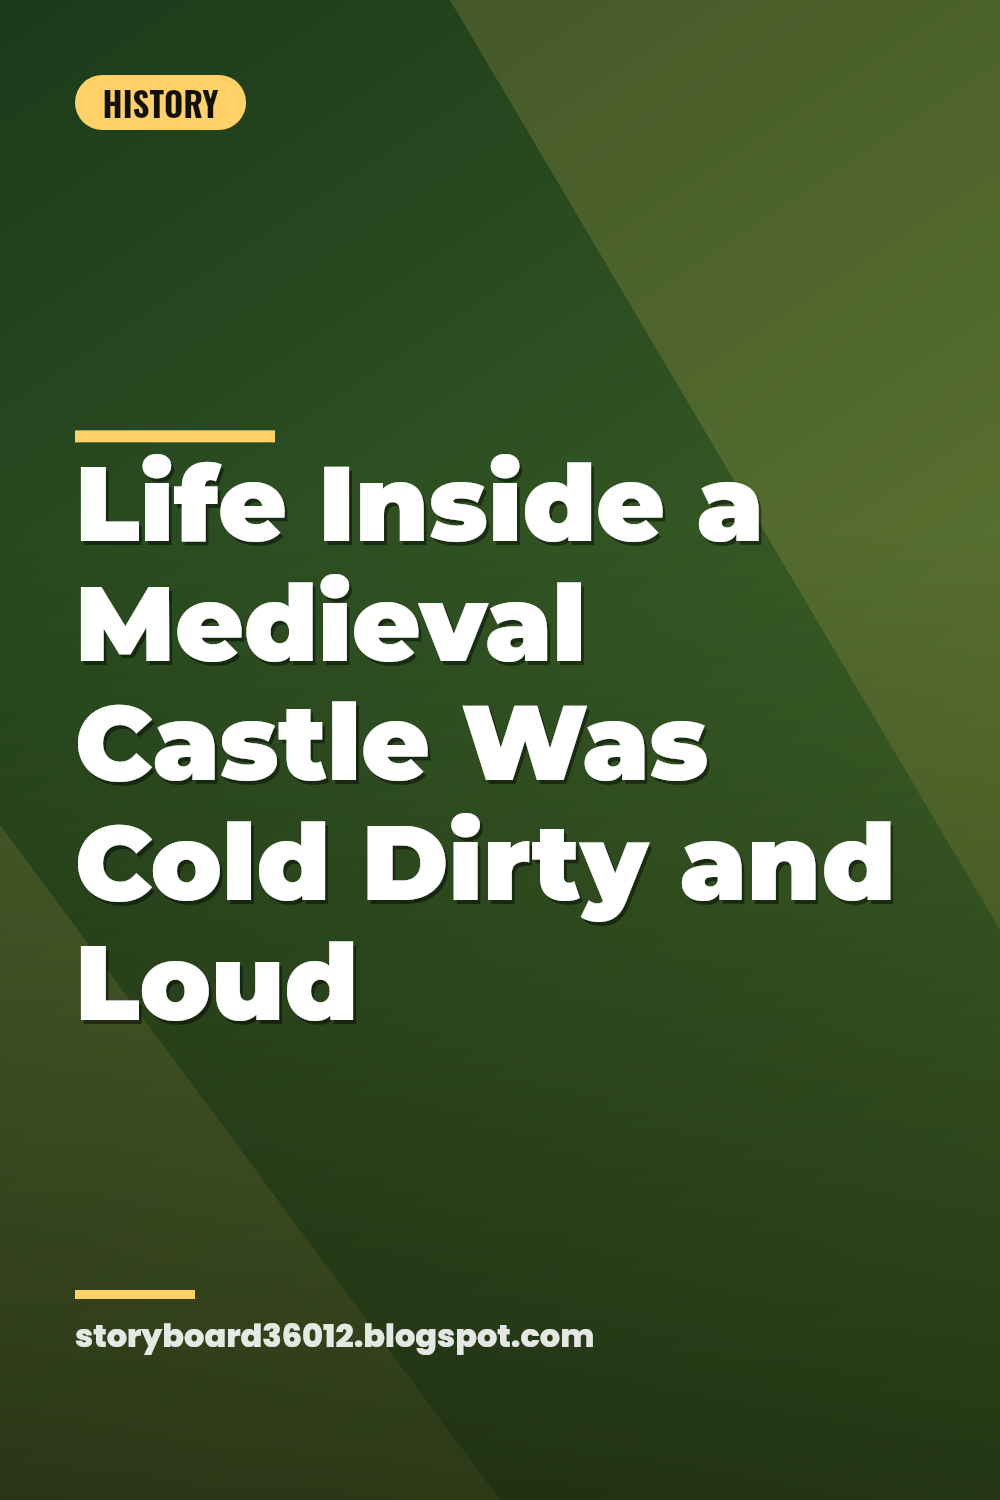 HISTORY
Life Inside a
Medieval
Castle Was
Cold Dirty and
Loud
storyboard36012.blogspot.com